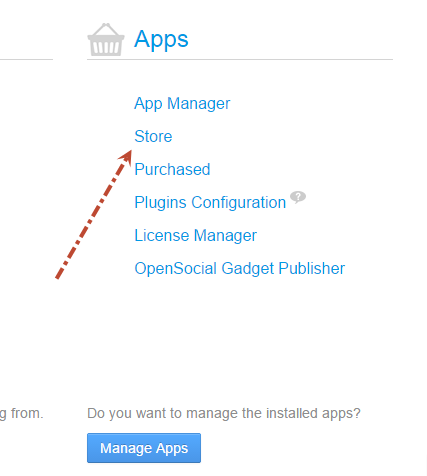 Apps
App Manager
Store
Purchased
Plugins Configuration ?
License Manager
OpenSocial Gadget Publisher
g from.
Do you want to manage the installed apps?
Manage Apps